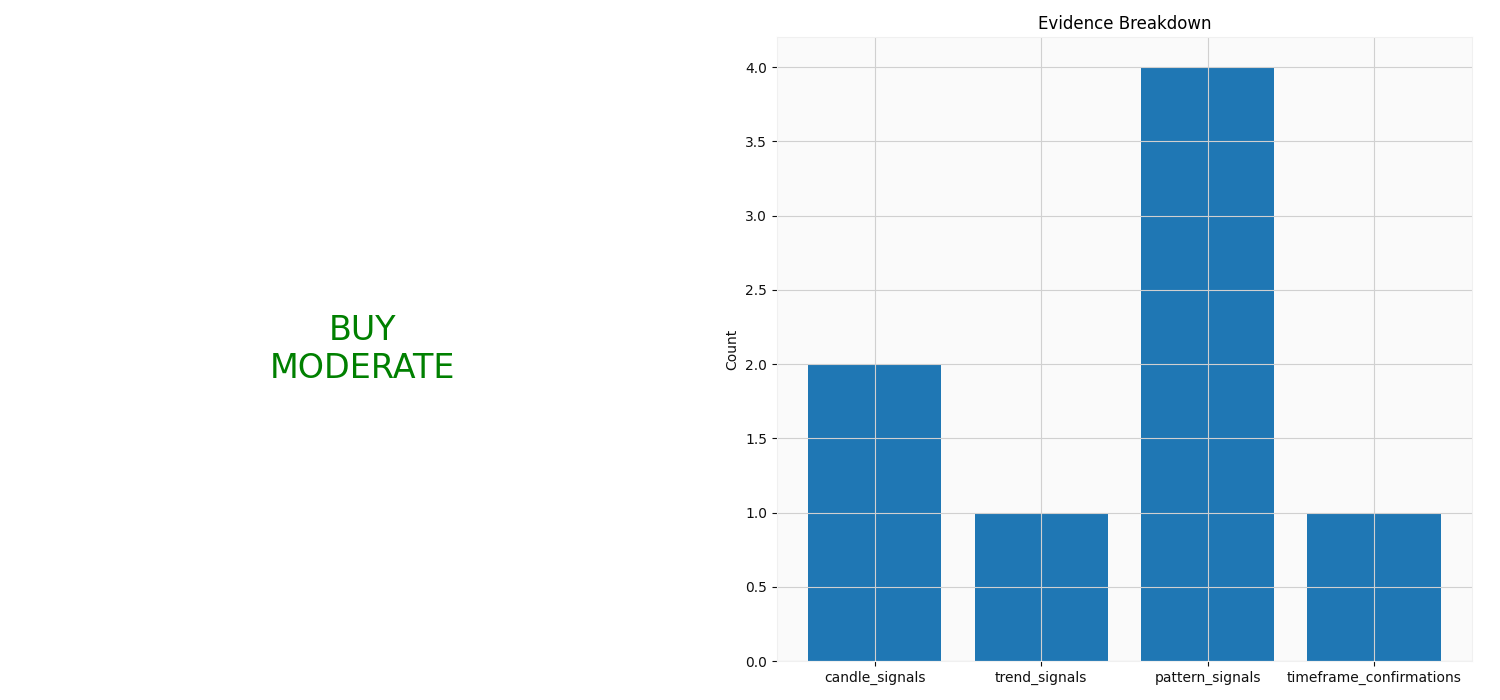 BUY
MODERATE
Evidence Breakdown
Count
4.0
3.5
3.0
2.5
2.0
1.5
1.0
0.5
0.0
candle_signals
trend_signals
pattern_signals
timeframe_confirmations